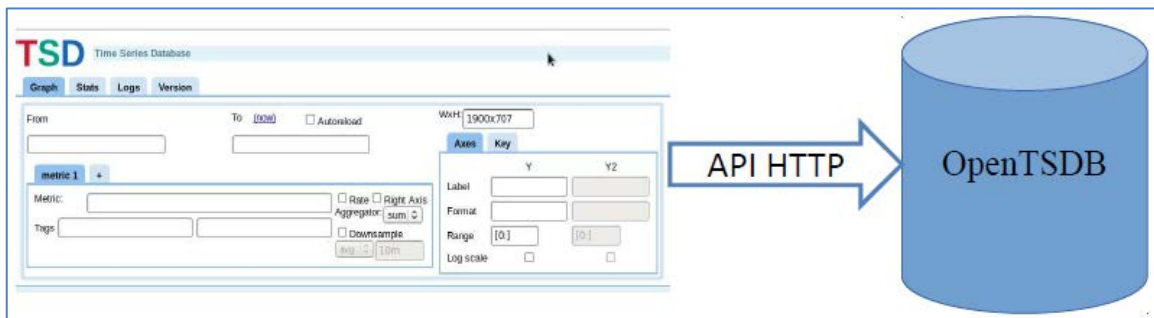 TSD Time Series Database
Graph Stats Logs Version
From To (now) Autoreload WxH: 1900x707
Axes Key
metric 1 +
Y Y2
Metric: Rate Right Axis
Label
Aggregator: sum
Format
Tags Downsample
Range [0:] [0:]
avg 10m
Log scale
API HTTP
OpenTSDB